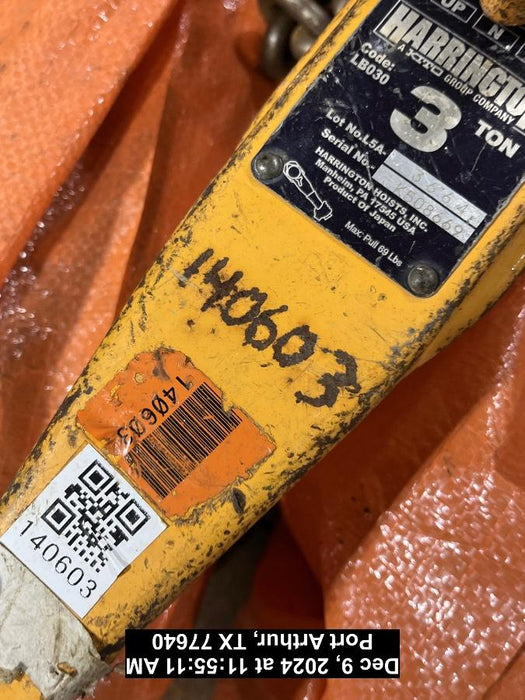 UP N
HARRINGTON
A KITO GROUP COMPANY
Code:
LB030
3 TON
Lot No. L5A-
Serial No.-
HARRINGTON HOISTS, INC.
Manheim, PA 17545 USA
Product Of Japan
Max: Pull 69 Lbs
140603
140603
140603
Dec 9, 2024 at 11:55:11 AM
Port Arthur, TX 77640